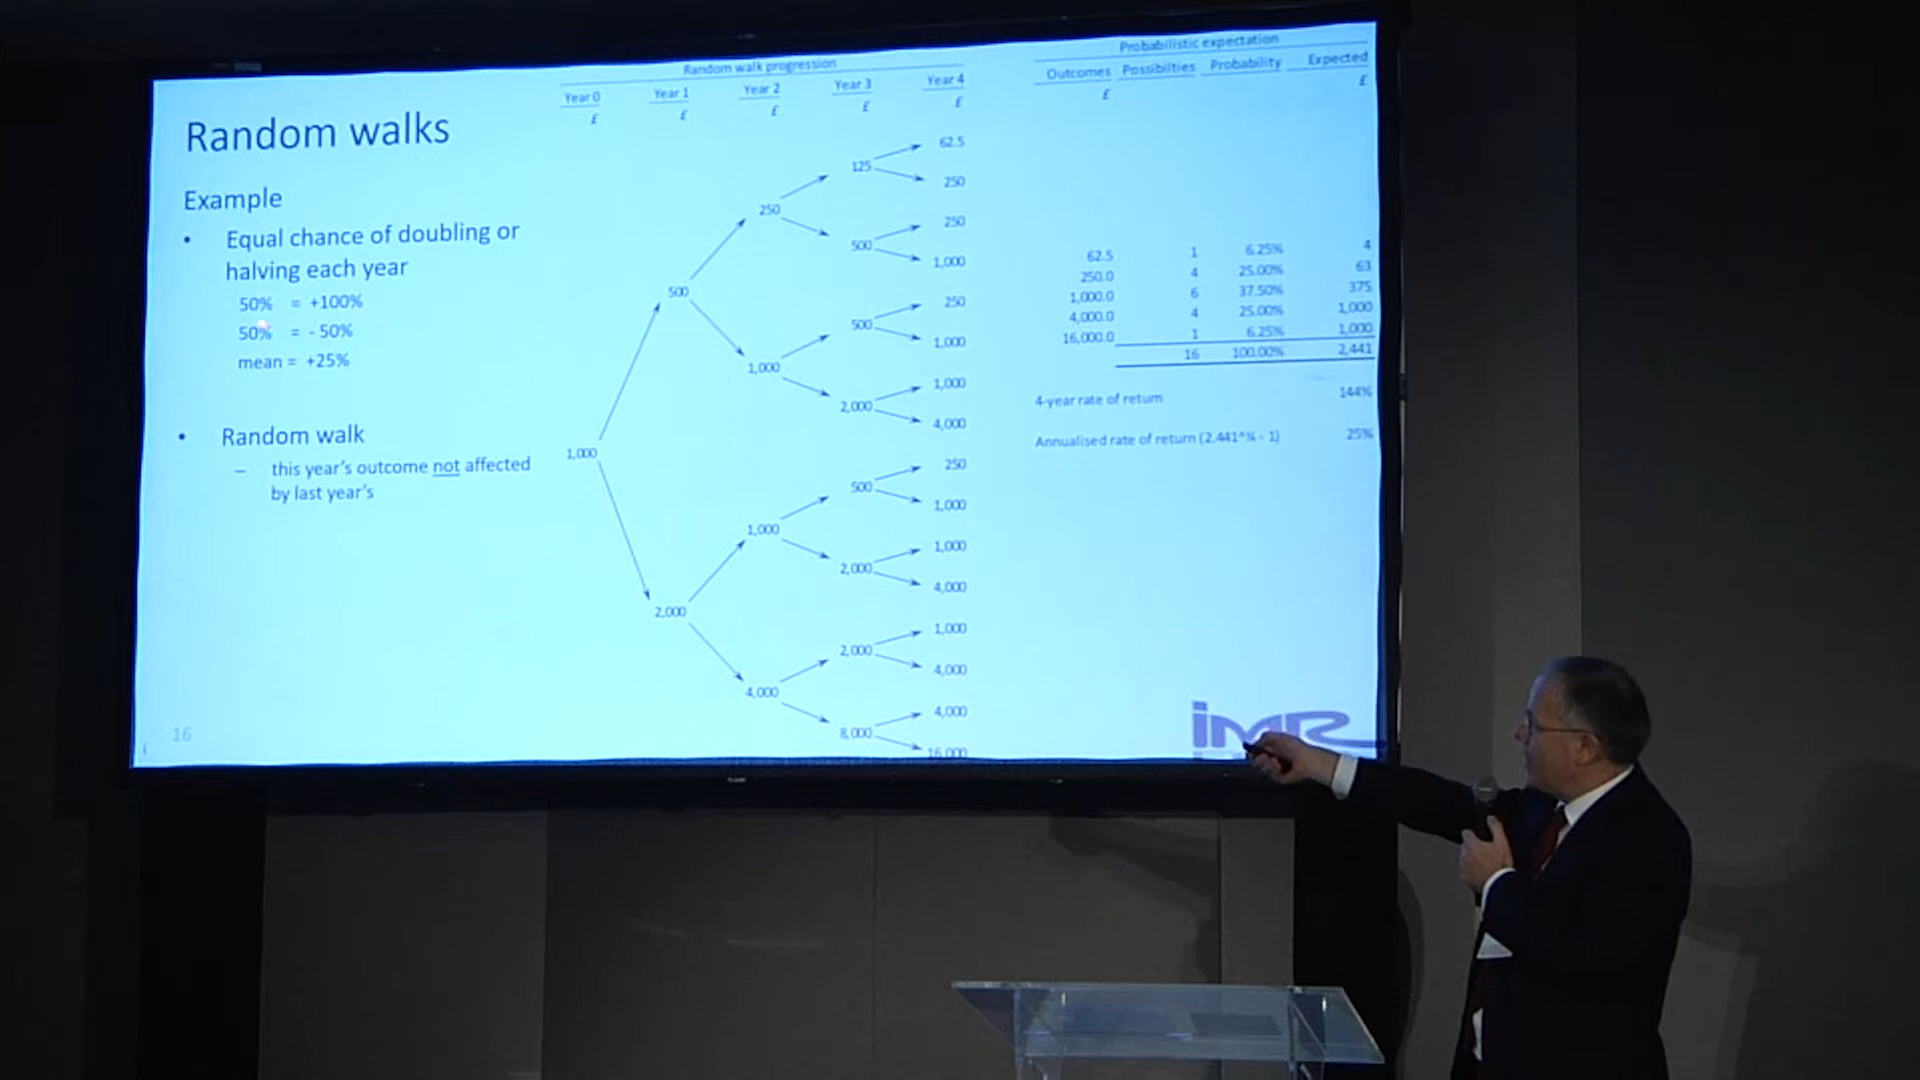 Random walks
Example
• Equal chance of doubling or
halving each year
50% = +100%
50% = - 50%
mean = +25%
• Random walk
– this year's outcome not affected
by last year's
16
Random walk progression
Year 0 Year 1 Year 2 Year 3 Year 4
£ £ £ £ £
62.5
125
250
250
250
500
1,000
500
250
500
1,000
1,000
1,000
2,000
4,000
1,000
250
500
1,000
1,000
1,000
2,000
4,000
2,000
1,000
2,000
4,000
4,000
4,000
8,000
16,000
Probabilistic expectation
Outcomes Possibilties Probability Expected
£ £
62.5 1 6.25% 4
250.0 4 25.00% 63
1,000.0 6 37.50% 375
4,000.0 4 25.00% 1,000
16,000.0 1 6.25% 1,000
16 100.00% 2,441
4-year rate of return 144%
Annualised rate of return (2.441^¼ - 1) 25%
iMR